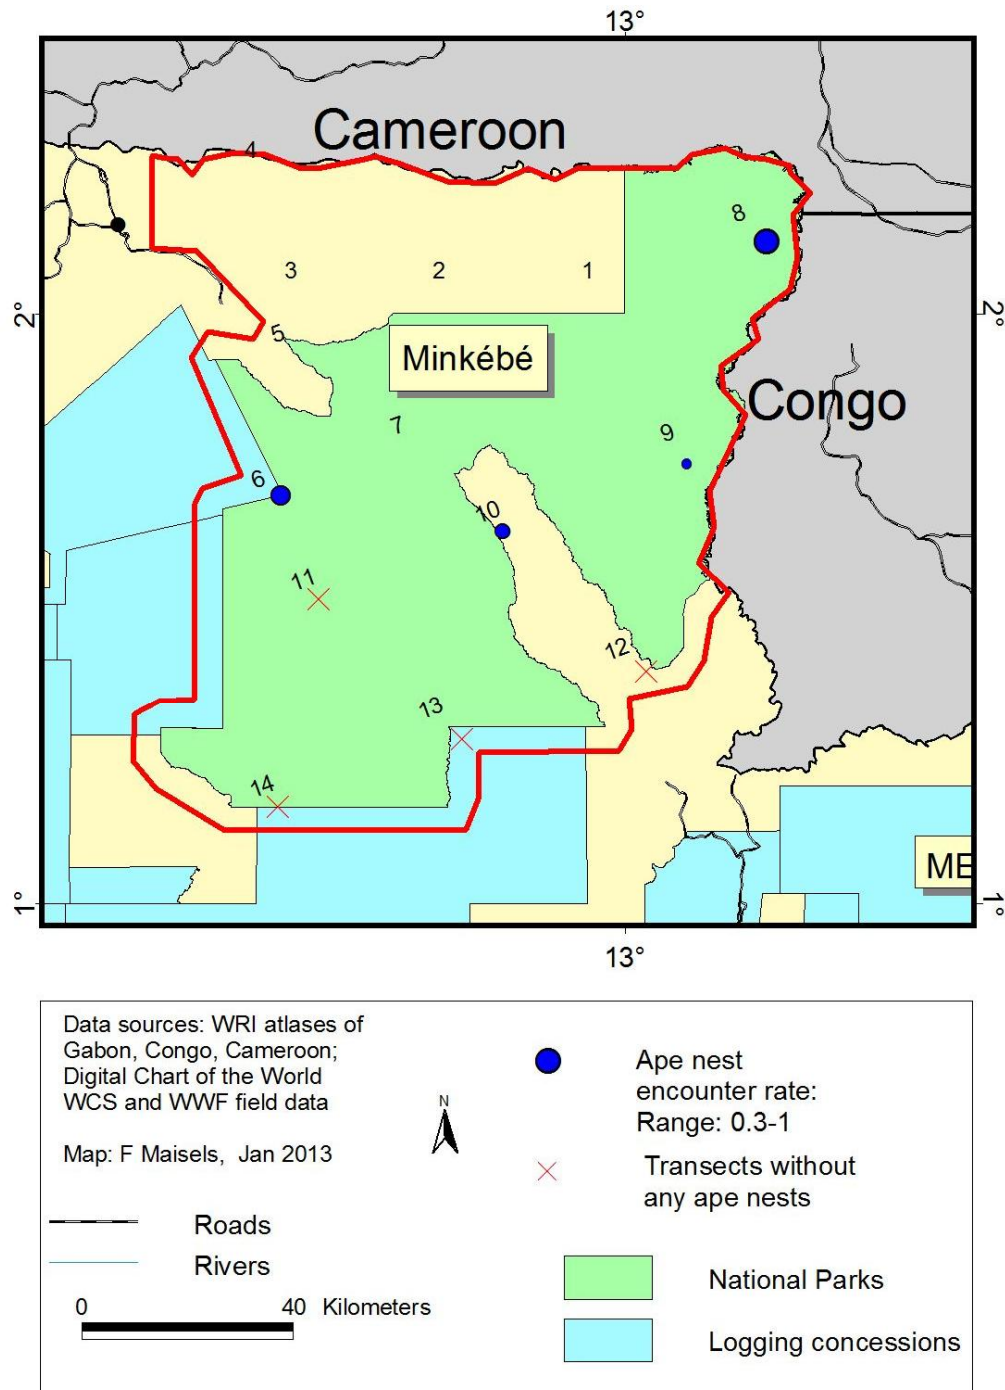 13°
Cameroon
4
8
3
2
1
2°
2°
5
Minkébé
Congo
7
9
6
10
11
12
13
14
ME
1°
1°
13°
Data sources: WRI atlases of
Gabon, Congo, Cameroon;
Digital Chart of the World
WCS and WWF field data
Map: F Maisels, Jan 2013
Roads
Rivers
0 40 Kilometers
N
Ape nest
encounter rate:
Range: 0.3-1
Transects without
any ape nests
National Parks
Logging concessions